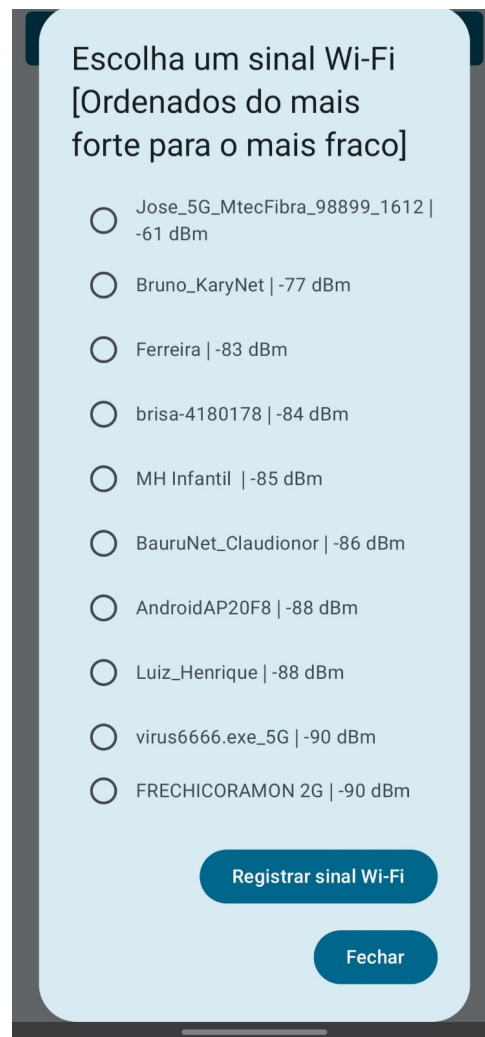 Escolha um sinal Wi-Fi
[Ordenados do mais
forte para o mais fraco]
Jose_5G_MtecFibra_98899_1612 |
-61 dBm
Bruno_KaryNet | -77 dBm
Ferreira | -83 dBm
brisa-4180178 | -84 dBm
MH Infantil  | -85 dBm
BauruNet_Claudionor | -86 dBm
AndroidAP20F8 | -88 dBm
Luiz_Henrique | -88 dBm
virus6666.exe_5G | -90 dBm
FRECHICORAMON 2G | -90 dBm
Registrar sinal Wi-Fi
Fechar